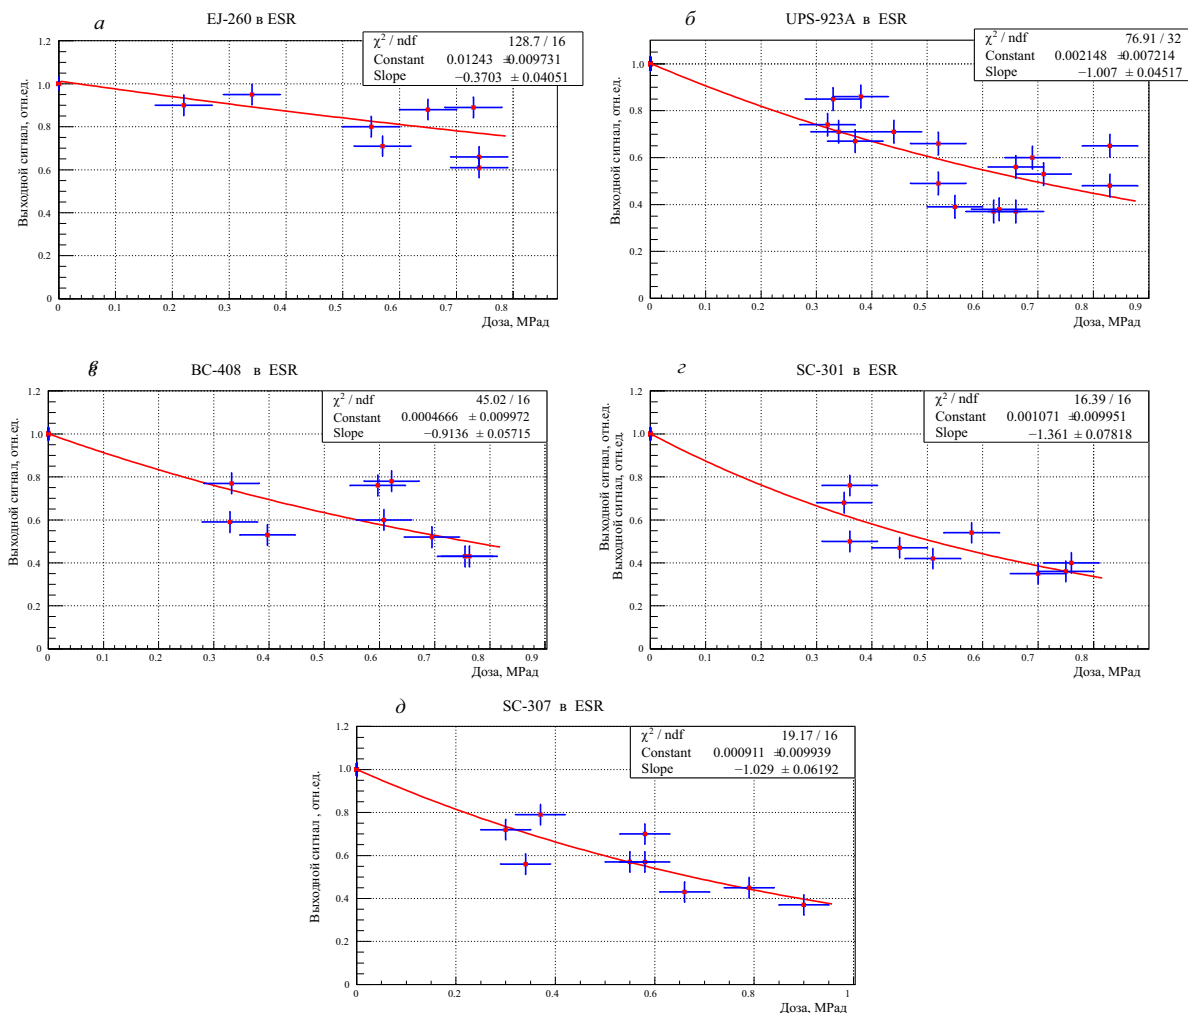 а EJ-260 в ESR
χ² / ndf 128.7 / 16
Constant 0.01243 ±0.009731
Slope −0.3703 ± 0.04051
Выходной сигнал, отн.ед.
1.2
1.0
0.8
0.6
0.4
0.2
0
0 0.1 0.2 0.3 0.4 0.5 0.6 0.7 0.8
Доза, МРад
б UPS-923A в ESR
χ² / ndf 76.91 / 32
Constant 0.002148 ±0.007214
Slope −1.007 ± 0.04517
Выходной сигнал, отн.ед.
1.2
1.0
0.8
0.6
0.4
0.2
0
0 0.1 0.2 0.3 0.4 0.5 0.6 0.7 0.8 0.9
Доза, МРад
в BC-408 в ESR
χ² / ndf 45.02 / 16
Constant 0.0004666 ± 0.009972
Slope −0.9136 ± 0.05715
Выходной сигнал, отн.ед.
1.2
1.0
0.8
0.6
0.4
0.2
0
0 0.1 0.2 0.3 0.4 0.5 0.6 0.7 0.8 0.9
Доза, МРад
г SC-301 в ESR
χ² / ndf 16.39 / 16
Constant 0.001071 ±0.009951
Slope −1.361 ± 0.07818
Выходной сигнал, отн.ед.
Выходной сигнал, отн.ед.
1.2
1.0
0.8
0.6
0.4
0.2
0
0 0.1 0.2 0.3 0.4 0.5 0.6 0.7 0.8
Доза, МРад
д SC-307 в ESR
χ² / ndf 19.17 / 16
Constant 0.000911 ±0.009939
Slope −1.029 ± 0.06192
Выходной сигнал , отн.ед.
1.2
1.0
0.8
0.6
0.4
0.2
0
0 0.2 0.4 0.6 0.8 1
Доза, МРад